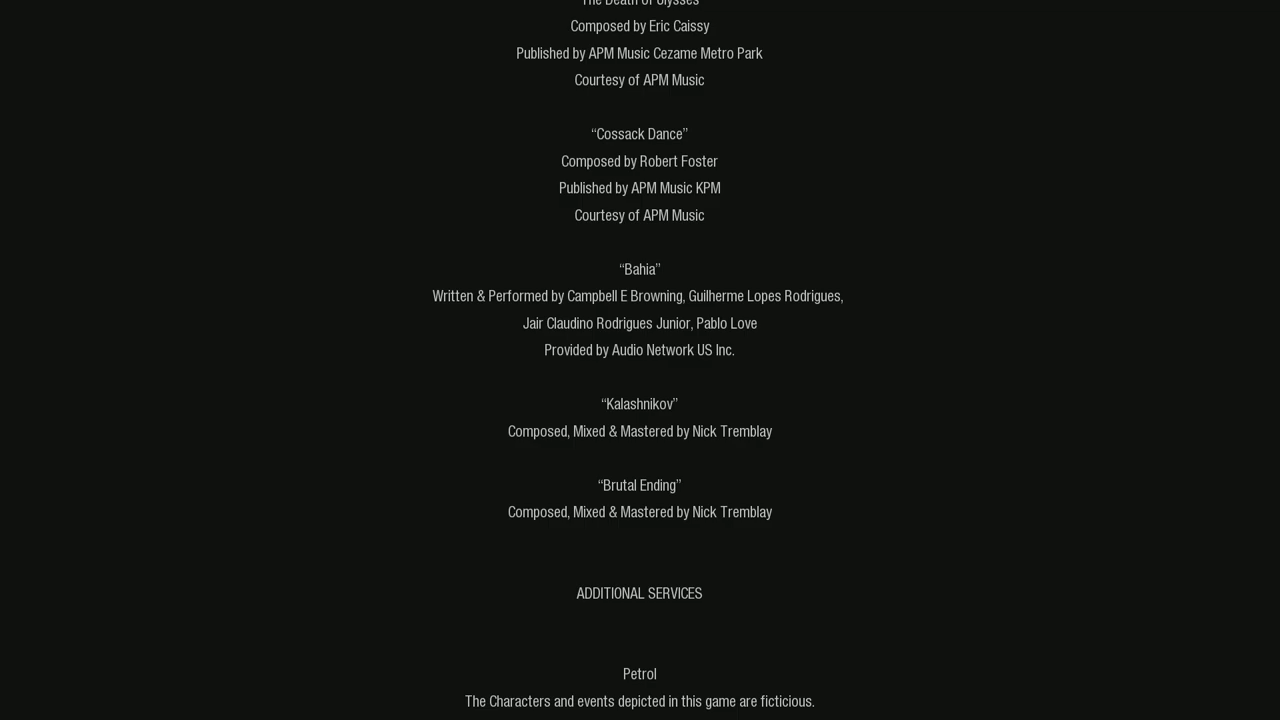 The Death of Ulysses
Composed by Eric Caissy
Published by APM Music Cezame Metro Park
Courtesy of APM Music
“Cossack Dance”
Composed by Robert Foster
Published by APM Music KPM
Courtesy of APM Music
“Bahia”
Written & Performed by Campbell E Browning, Guilherme Lopes Rodrigues,
Jair Claudino Rodrigues Junior, Pablo Love
Provided by Audio Network US Inc.
“Kalashnikov”
Composed, Mixed & Mastered by Nick Tremblay
“Brutal Ending”
Composed, Mixed & Mastered by Nick Tremblay
ADDITIONAL SERVICES
Petrol
The Characters and events depicted in this game are ficticious.